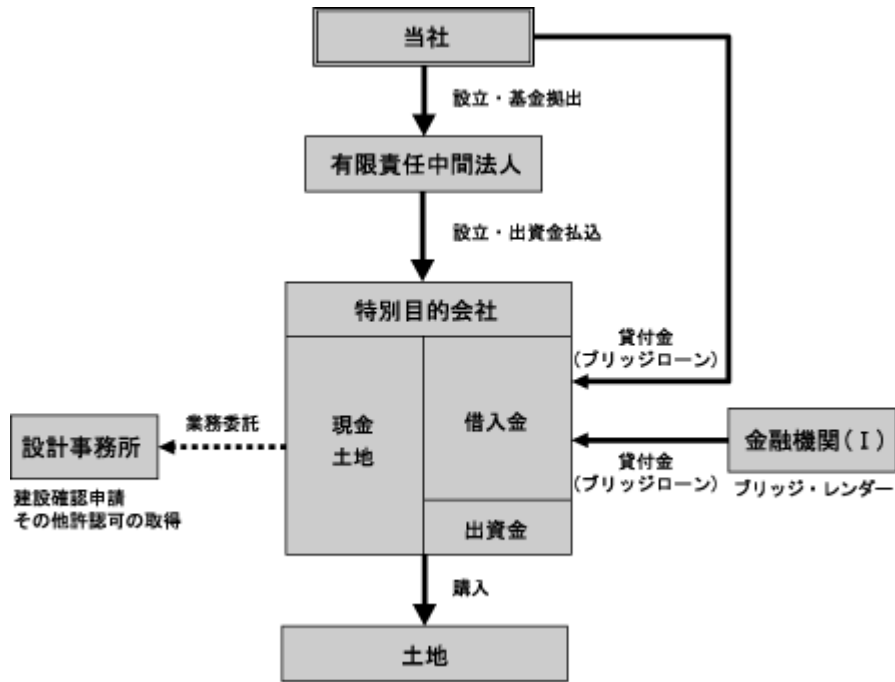 当社
設立・基金拠出
有限責任中間法人
設立・出資金払込
特別目的会社
貸付金
(ブリッジローン)
現金
土地
借入金
出資金
業務委託
設計事務所
建設確認申請
その他許認可の取得
金融機関(I)
ブリッジ・レンダー
貸付金
(ブリッジローン)
購入
土地